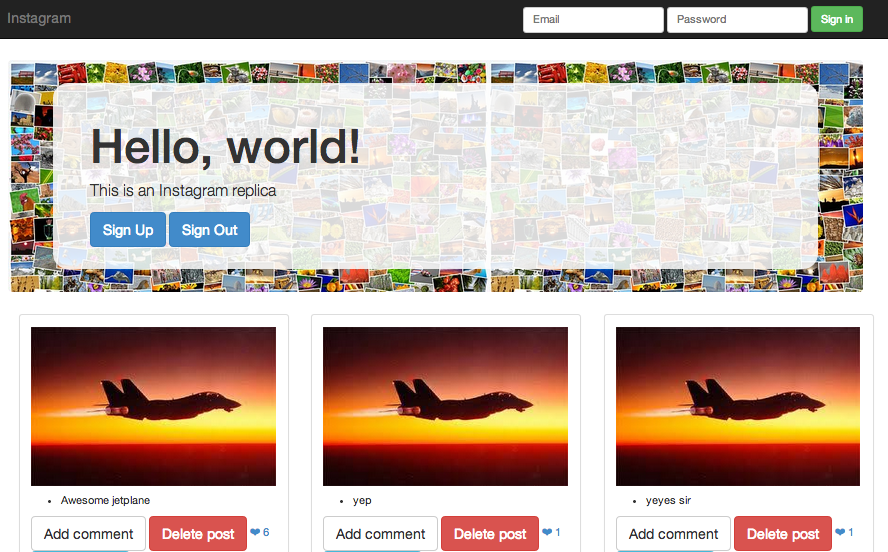 Instagram
Email Password Sign in
Hello, world!
This is an Instagram replica
Sign Up Sign Out
Awesome jetplane
Add comment Delete post ❤ 6
yep
Add comment Delete post ❤ 1
yeyes sir
Add comment Delete post ❤ 1